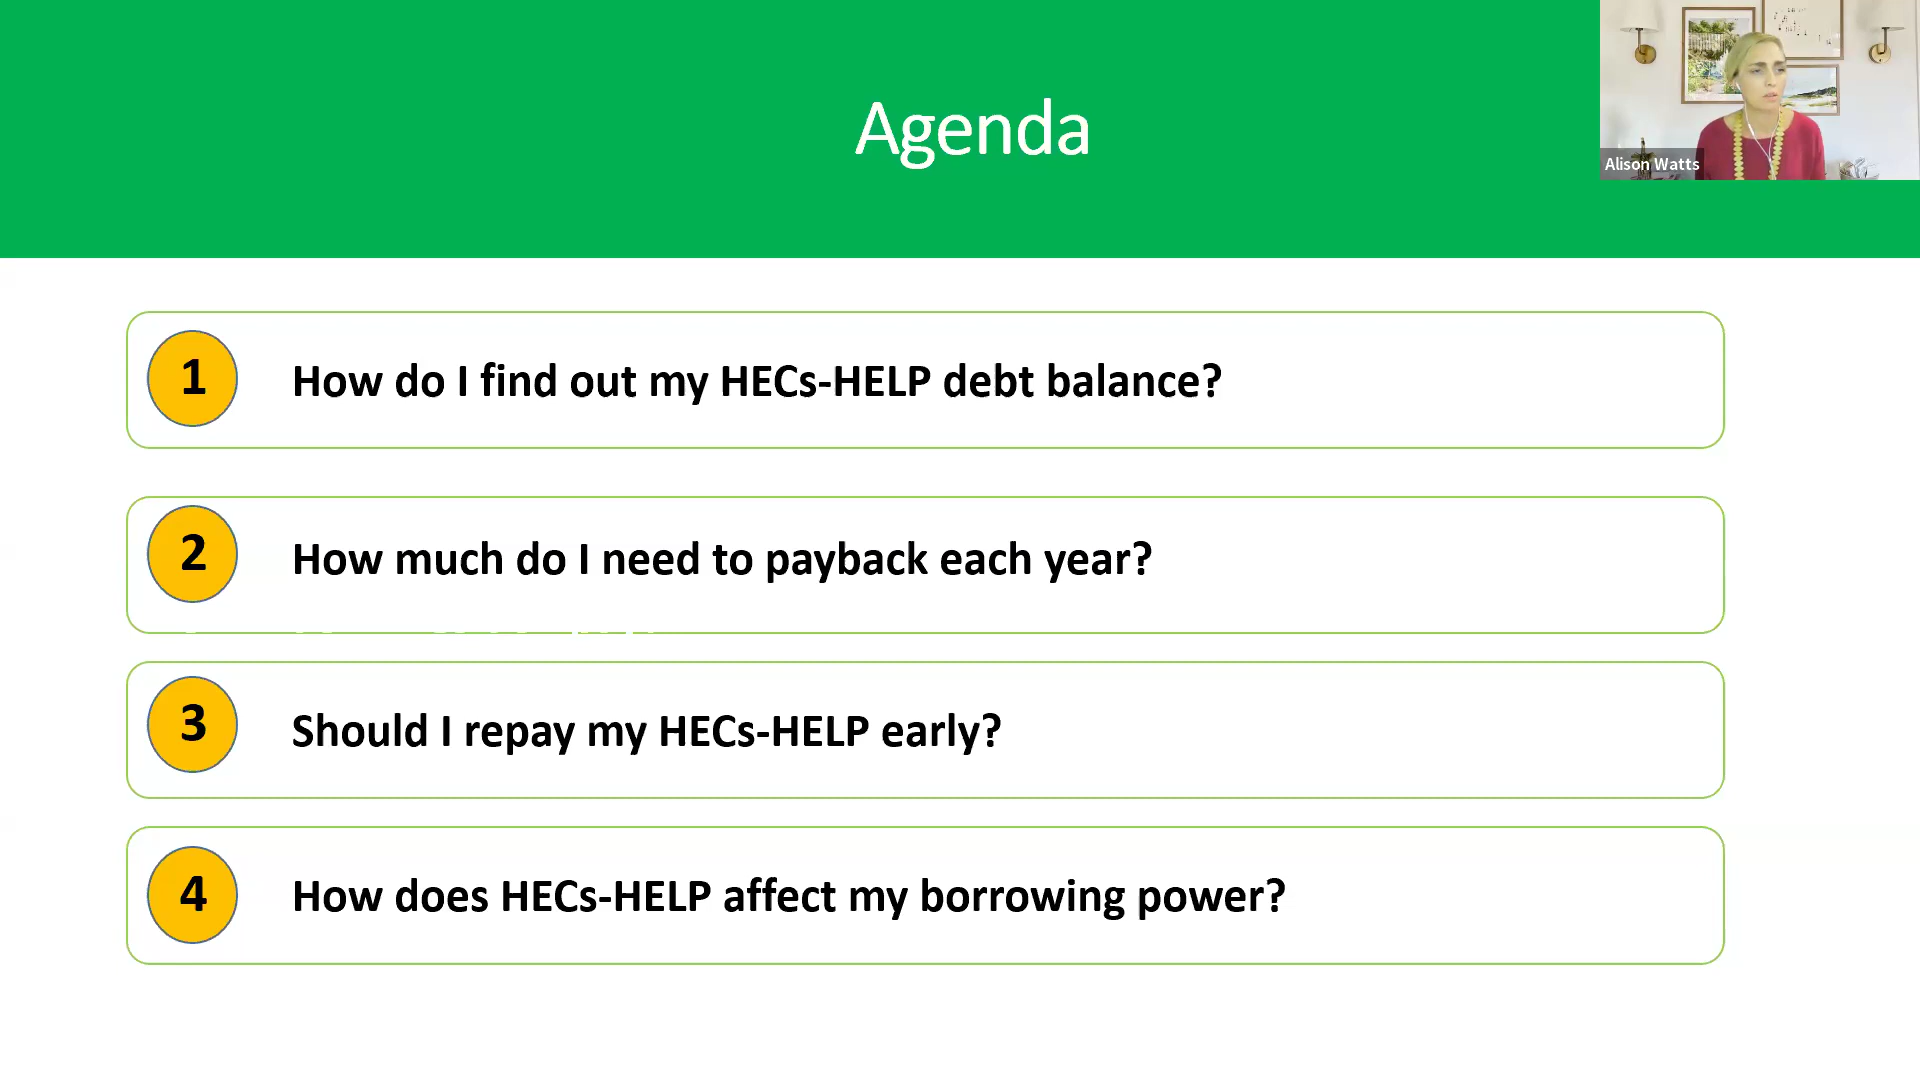 Agenda
Alison Watts
1
How do I find out my HECs-HELP debt balance?
2
How much do I need to payback each year?
3
Should I repay my HECs-HELP early?
4
How does HECs-HELP affect my borrowing power?